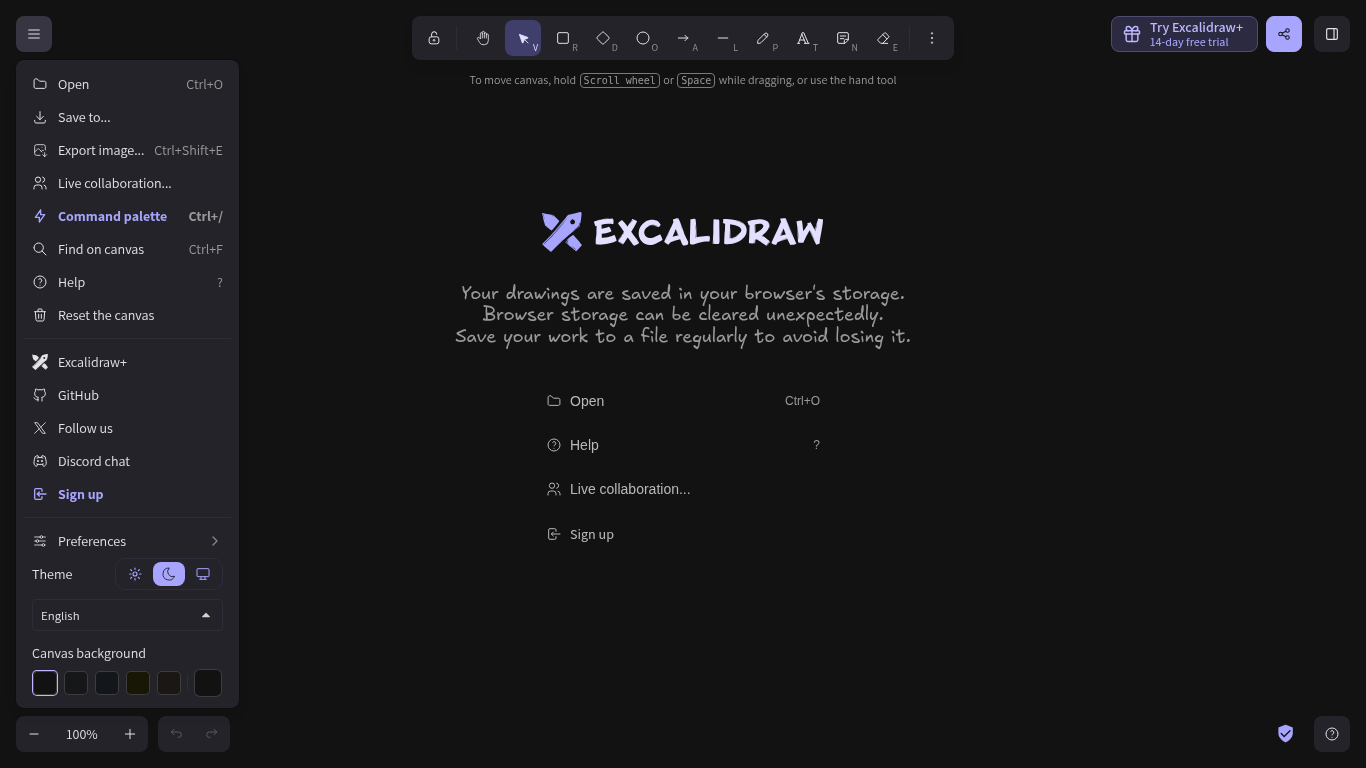 V
R
D
O
A
L
P
T
N
E
Try Excalidraw+
14-day free trial
To move canvas, hold Scroll wheel or Space while dragging, or use the hand tool
Open Ctrl+O
Save to...
Export image... Ctrl+Shift+E
Live collaboration...
Command palette Ctrl+/
Find on canvas Ctrl+F
Help ?
Reset the canvas
Excalidraw+
GitHub
Follow us
Discord chat
Sign up
Preferences
Theme
English
Canvas background
100%
EXCALIDRAW
Your drawings are saved in your browser's storage.
Browser storage can be cleared unexpectedly.
Save your work to a file regularly to avoid losing it.
Open Ctrl+O
Help ?
Live collaboration...
Sign up